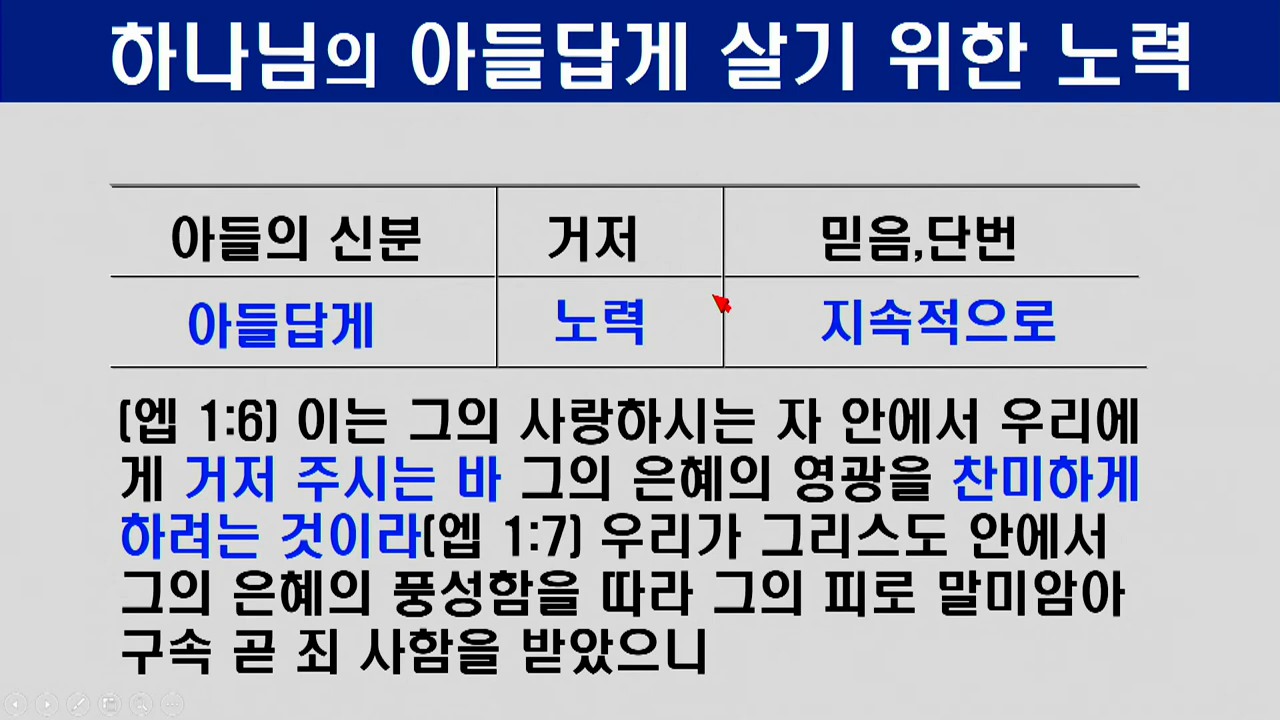 하나님의 아들답게 살기 위한 노력
아들의 신분 거저 믿음,단번
아들답게 노력 지속적으로
(엡 1:6) 이는 그의 사랑하시는 자 안에서 우리에
게 거저 주시는 바 그의 은혜의 영광을 찬미하게
하려는 것이라(엡 1:7) 우리가 그리스도 안에서
그의 은혜의 풍성함을 따라 그의 피로 말미암아
구속 곧 죄 사함을 받았으니